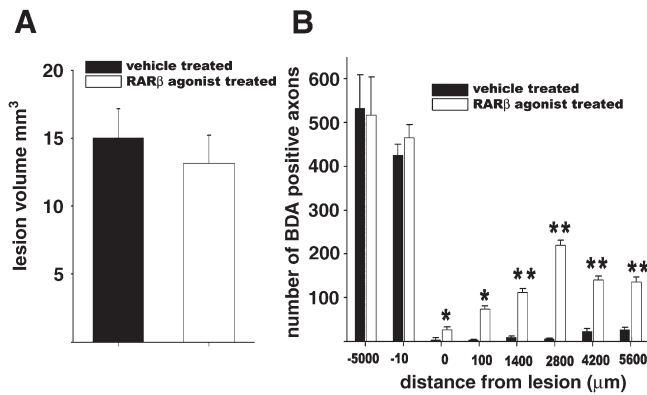 A
vehicle treated
RARβ agonist treated
lesion volume mm³
20
15
10
5
B
vehicle treated
RARβ agonist treated
number of BDA positive axons
600
500
400
300
200
100
*
*
**
**
**
**
-5000 -10 0 100 1400 2800 4200 5600
distance from lesion (μm)